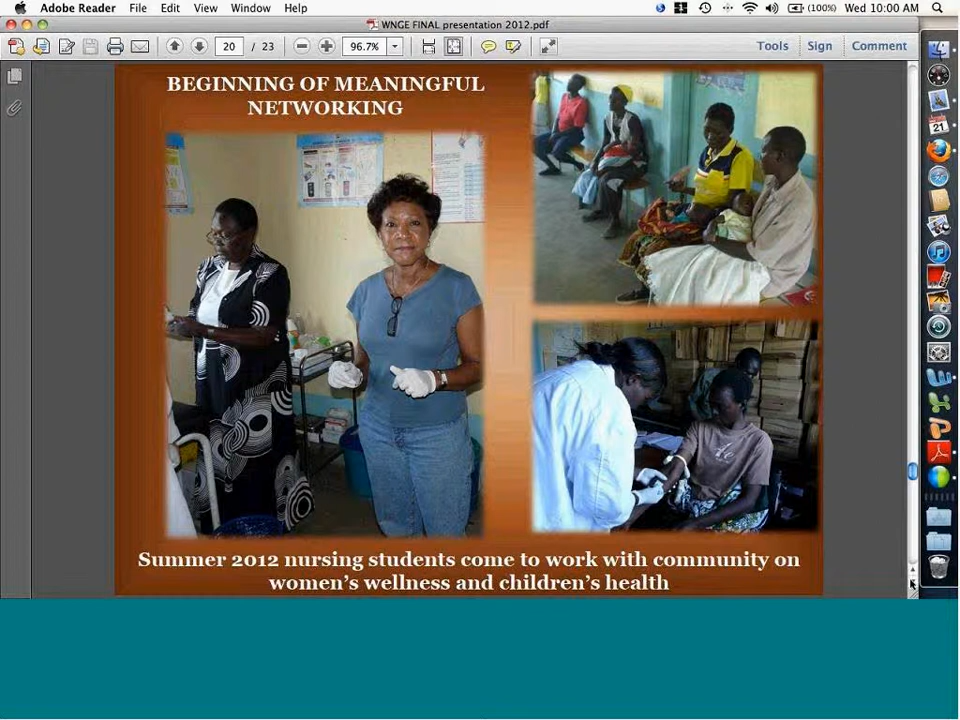 Adobe Reader File Edit View Window Help (100%) Wed 10:00 AM
WNGE FINAL presentation 2012.pdf
20 / 23 96.7% Tools Sign Comment
21
BEGINNING OF MEANINGFUL
NETWORKING
Summer 2012 nursing students come to work with community on
women's wellness and children's health